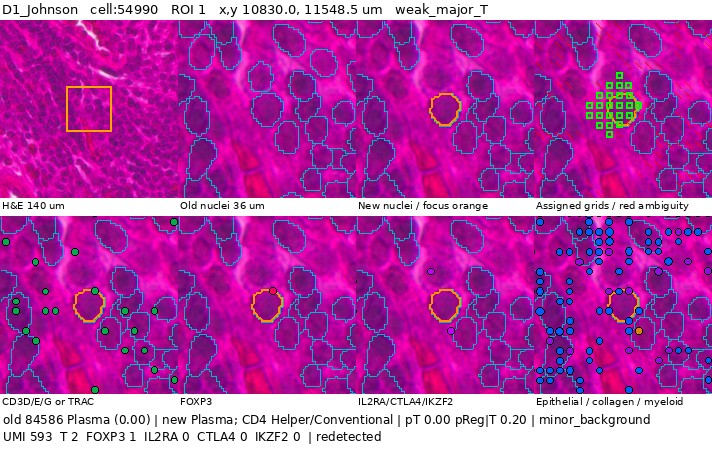 D1_Johnson cell:54990 ROI 1 x,y 10830.0, 11548.5 um weak_major_T
H&E 140 um
Old nuclei 36 um
New nuclei / focus orange
Assigned grids / red ambiguity
CD3D/E/G or TRAC
FOXP3
IL2RA/CTLA4/IKZF2
Epithelial / collagen / myeloid
old 84586 Plasma (0.00) | new Plasma; CD4 Helper/Conventional | pT 0.00 pReg|T 0.20 | minor_background
UMI 593 T 2 FOXP3 1 IL2RA 0 CTLA4 0 IKZF2 0 | redetected